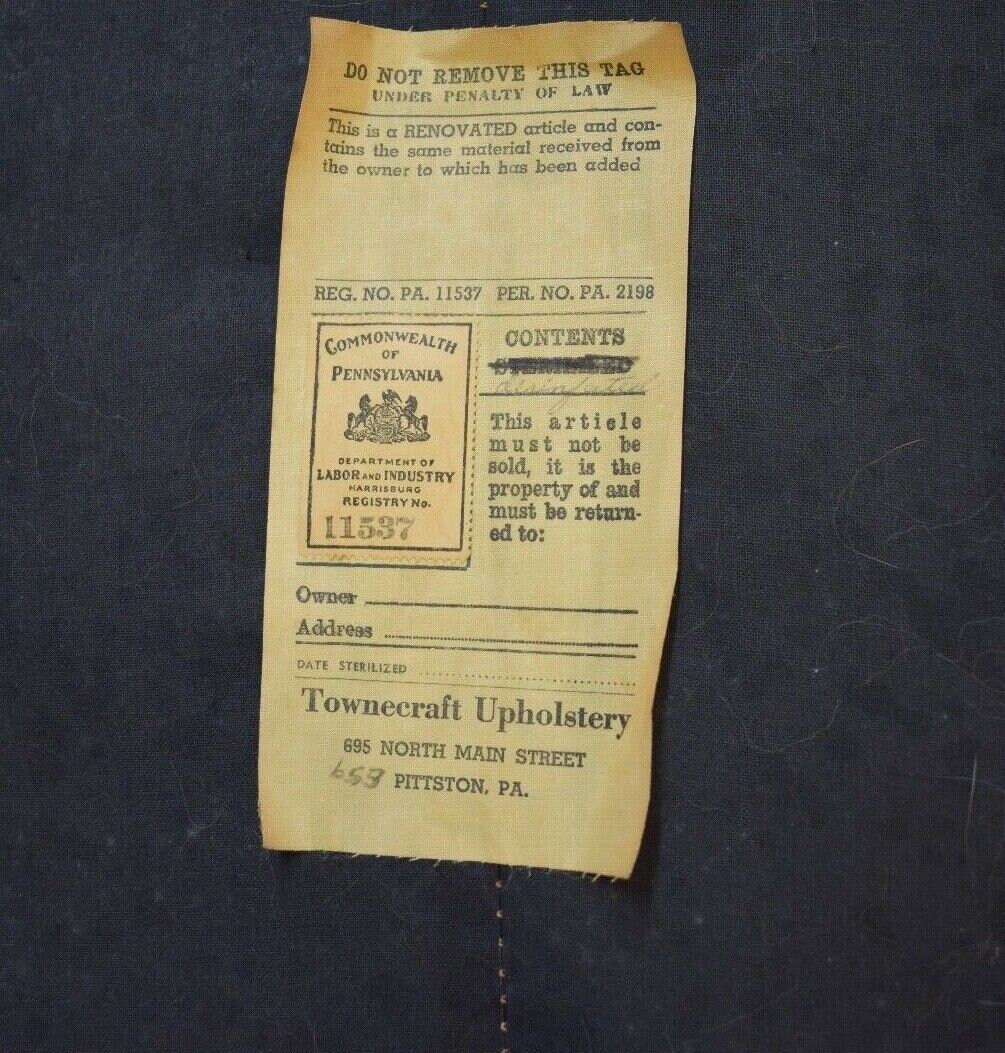 DO NOT REMOVE THIS TAG
UNDER PENALTY OF LAW
This is a RENOVATED article and con-
tains the same material received from
the owner to which has been added
REG. NO. PA. 11537 PER. NO. PA. 2198
COMMONWEALTH
OF
PENNSYLVANIA
DEPARTMENT OF
LABOR AND INDUSTRY
HARRISBURG
REGISTRY No.
11537
CONTENTS
STERILIZED
Disinfected
This article
must not be
sold, it is the
property of and
must be return-
ed to:
Owner
Address
DATE STERILIZED
Townecraft Upholstery
695 NORTH MAIN STREET
653 PITTSTON, PA.